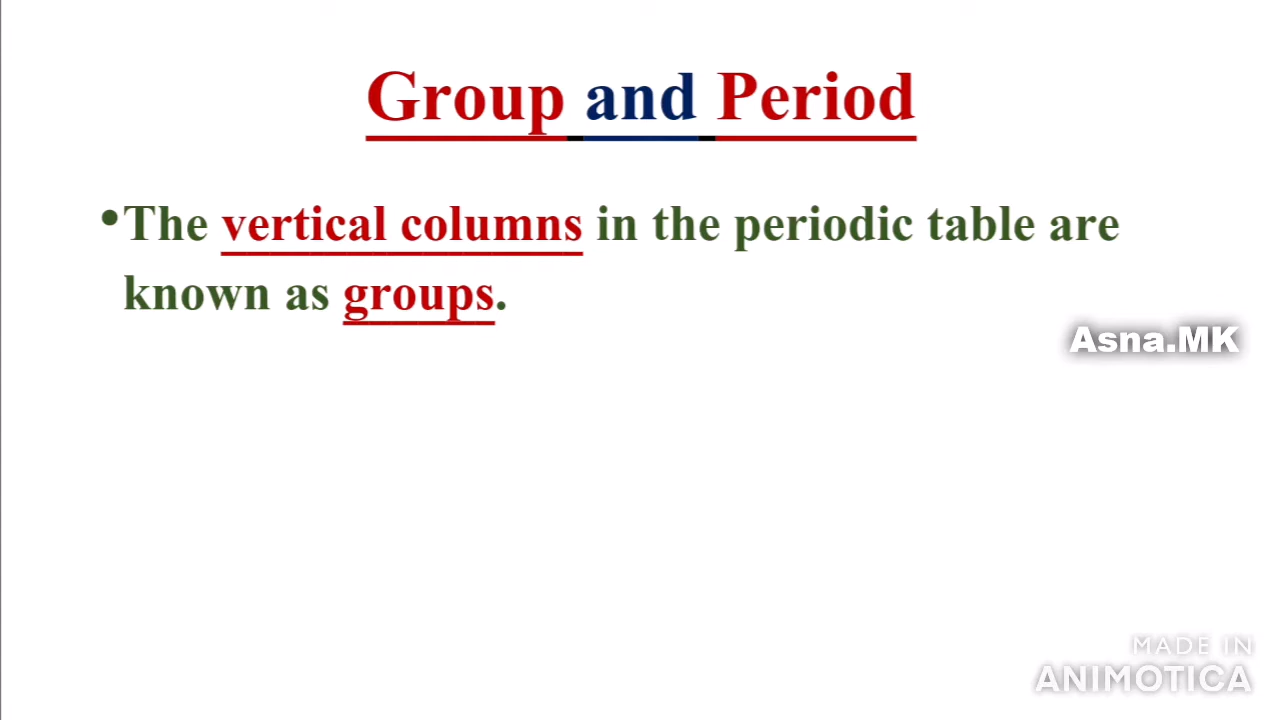 Group and Period
•The vertical columns in the periodic table are
known as groups.
Asna.MK
MADE IN
ANIMOTICA